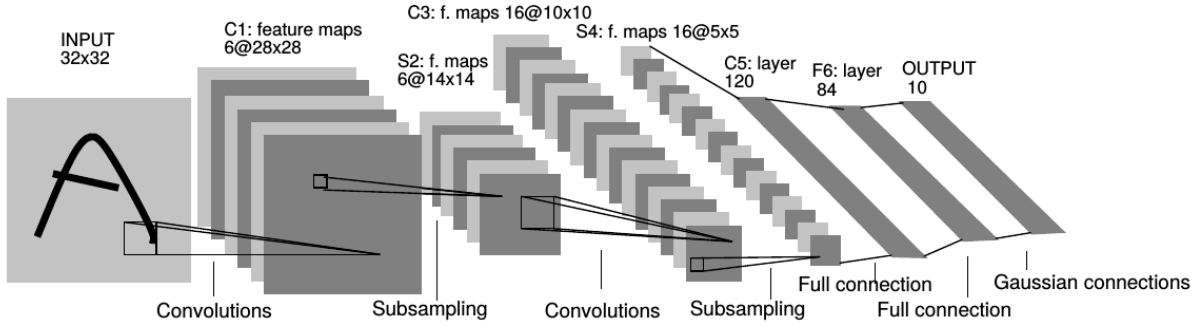 INPUT
32x32
C1: feature maps
6@28x28
S2: f. maps
6@14x14
C3: f. maps 16@10x10
S4: f. maps 16@5x5
C5: layer
120
F6: layer
84
OUTPUT
10
Convolutions
Subsampling
Convolutions
Subsampling
Full connection
Full connection
Gaussian connections
A